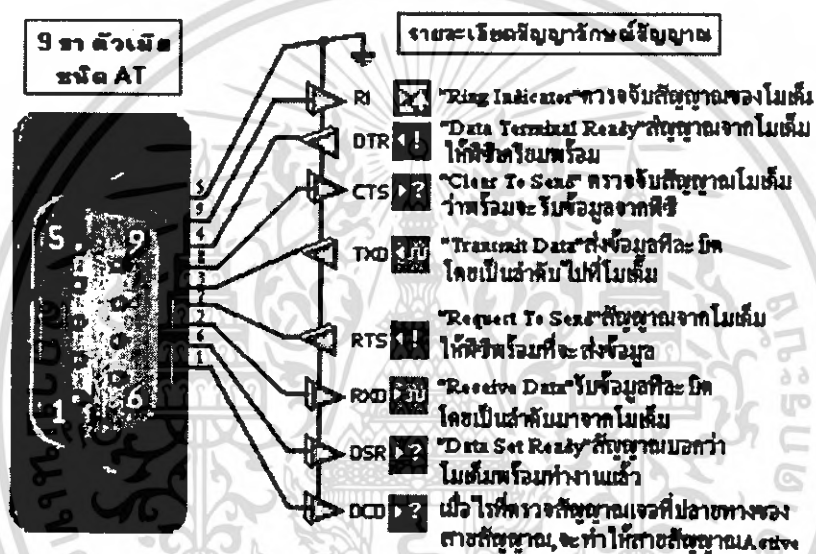 9 ขา ตัวเมีย
ชนิด AT
รายละเอียดสัญญาลักษณ์สัญญาณ
RI "Ring Indicator" ตรวจจับสัญญาณของโมเด็ม
DTR "Data Terminal Ready" สัญญาณจากโมเด็ม
ให้พีซีเตรียมพร้อม
CTS "Clear To Send" ตรวจจับสัญญาณโมเด็ม
ว่าพร้อมจะรับข้อมูลจากพีซี
TXD "Transmit Data" ส่งข้อมูลทีละบิต
โดยเป็นลำดับไปที่โมเด็ม
RTS "Request To Send" สัญญาณจากโมเด็ม
ให้พีซีพร้อมที่จะส่งข้อมูล
RXD "Receive Data" รับข้อมูลทีละบิต
โดยเป็นลำดับมาจากโมเด็ม
DSR "Data Set Ready" สัญญาณบอกว่า
โมเด็มพร้อมทำงานแล้ว
DCD เมื่อไรที่ตรวจสัญญาณเจอที่ปลายทางของ
สายสัญญาณ,จะทำให้สายสัญญาณActive
5
9
4
8
3
2
7
6
1
5 9
1 6